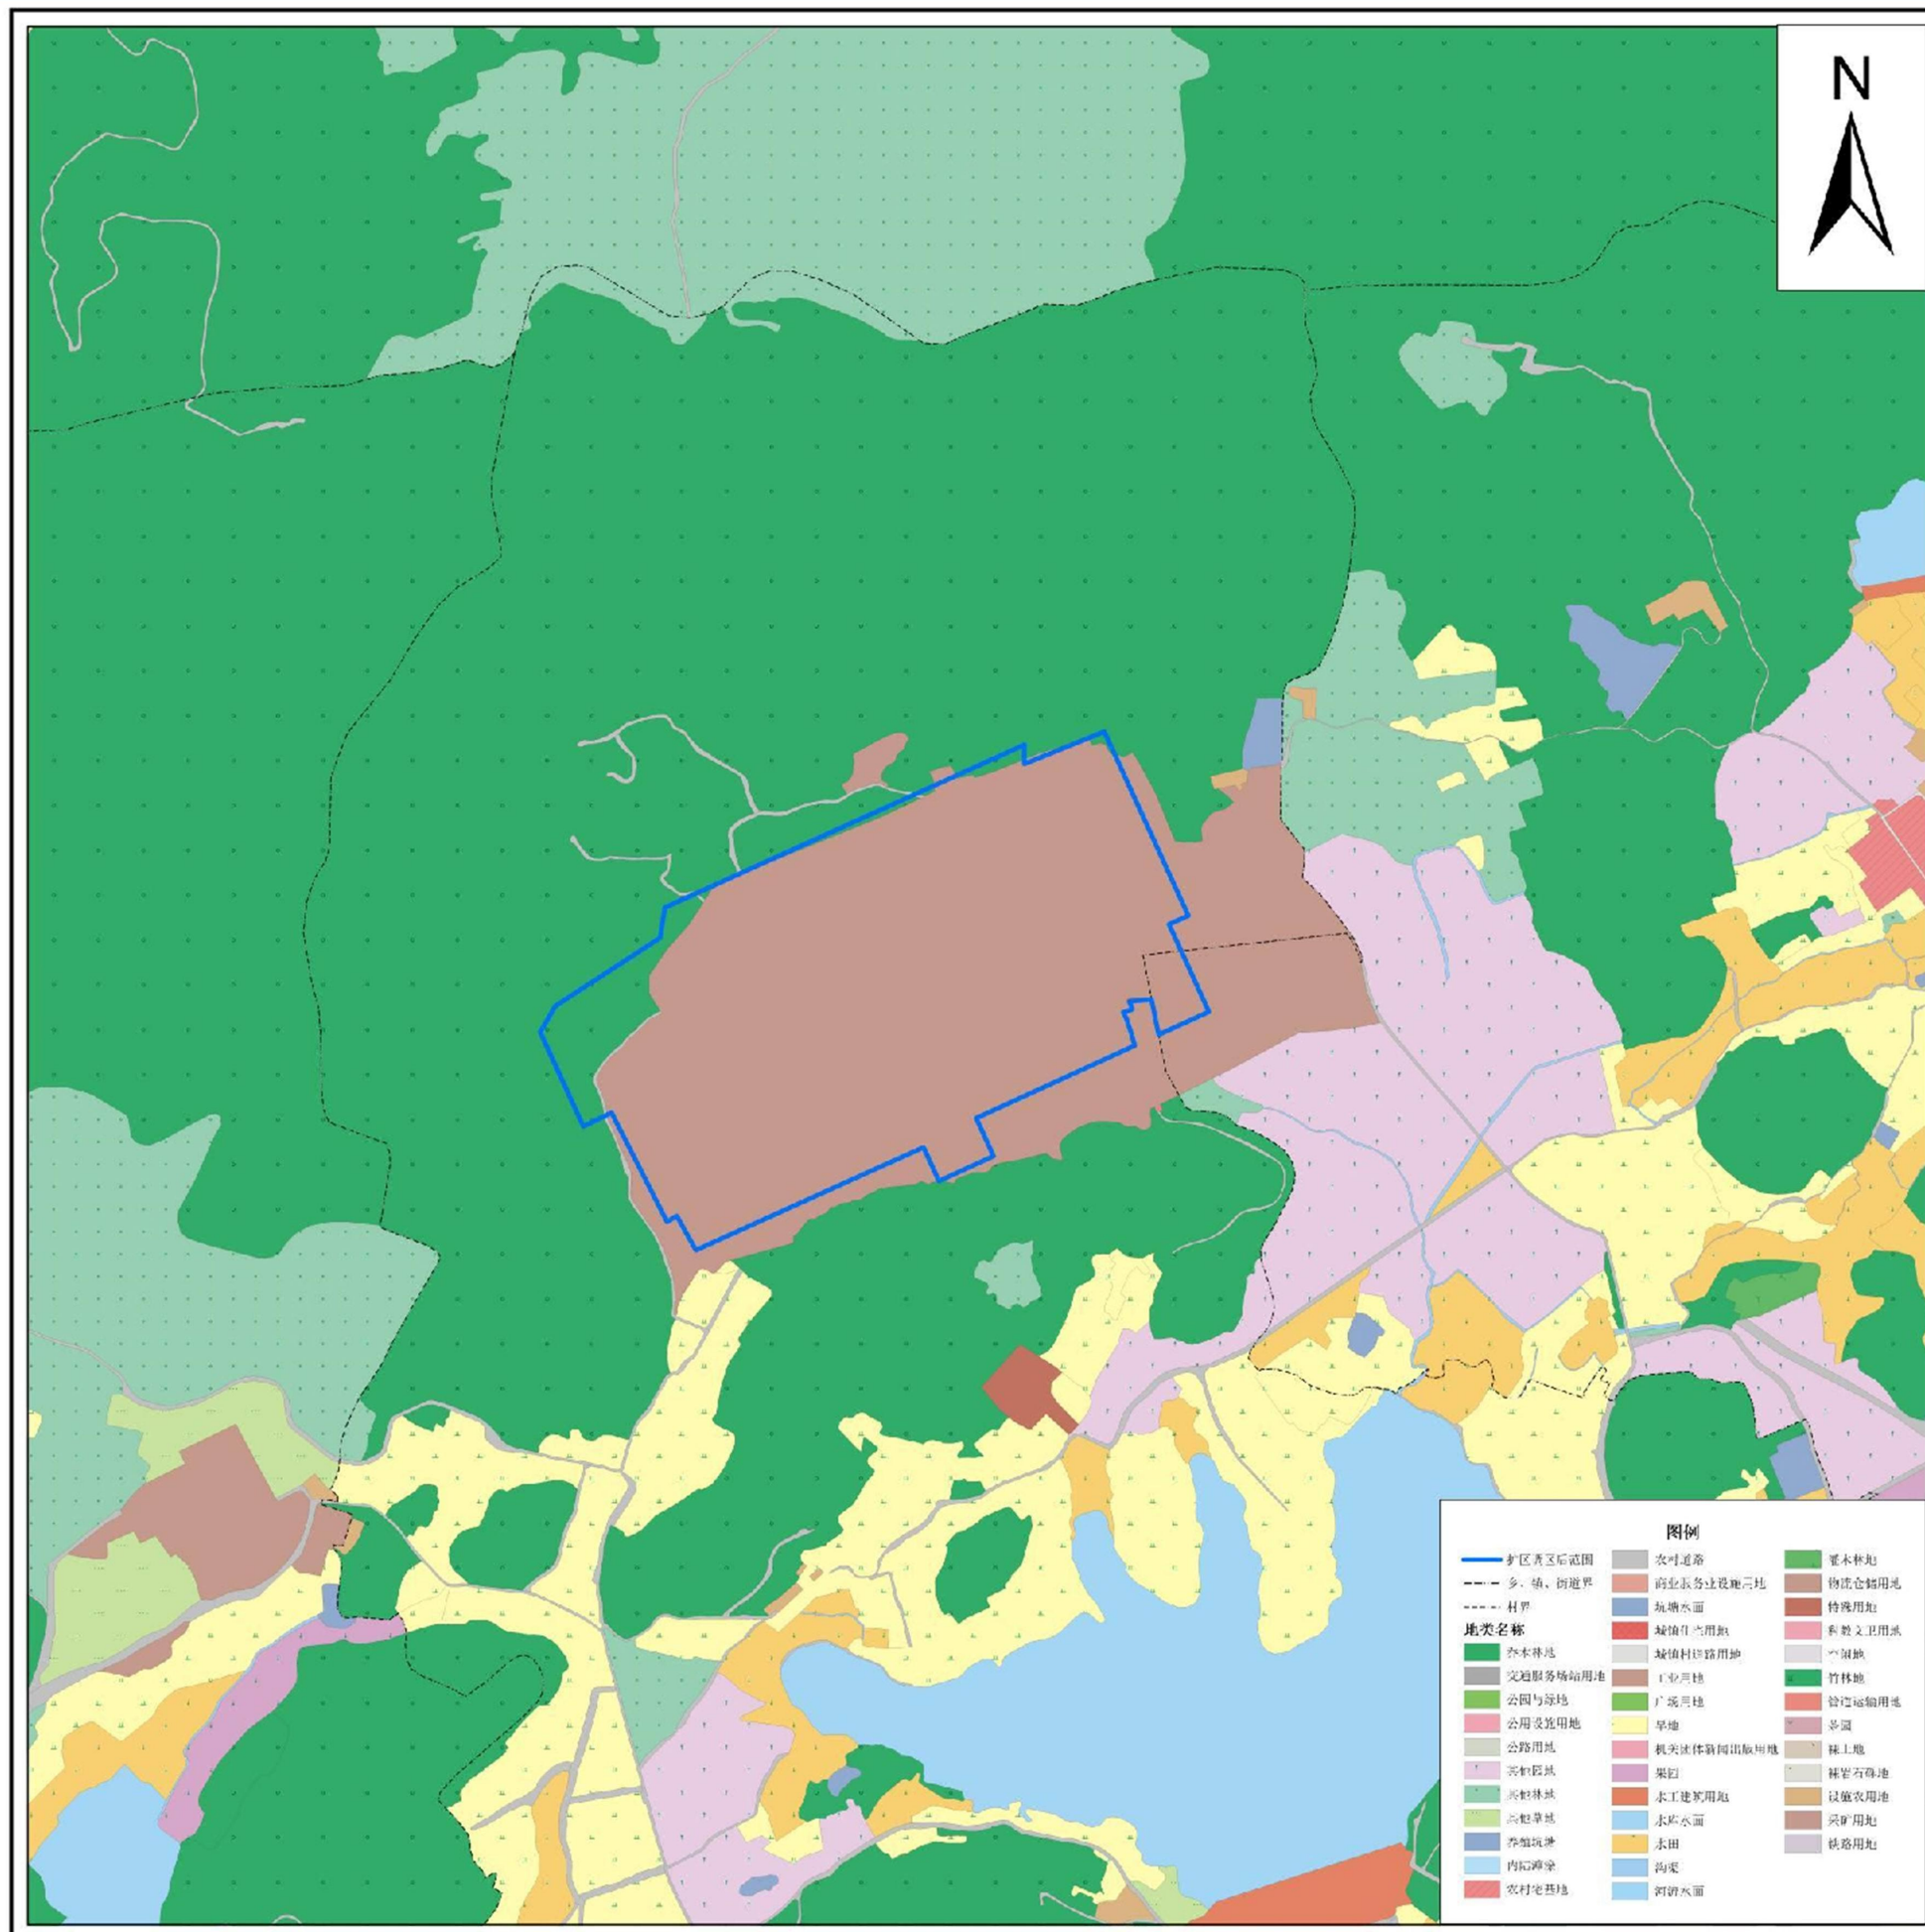 N
图例
扩区调区后范围
乡、镇、街道界
村界
地类名称
乔木林地
交通服务场站用地
公园与绿地
公用设施用地
公路用地
其他园地
其他林地
其他草地
养殖坑塘
内陆滩涂
农村宅基地
农村道路
商业服务业设施用地
坑塘水面
城镇住宅用地
城镇村道路用地
工业用地
广场用地
旱地
机关团体新闻出版用地
果园
水工建筑用地
水库水面
水田
沟渠
河流水面
灌木林地
物流仓储用地
特殊用地
科教文卫用地
空闲地
竹林地
管道运输用地
茶园
裸土地
裸岩石砾地
设施农用地
采矿用地
铁路用地